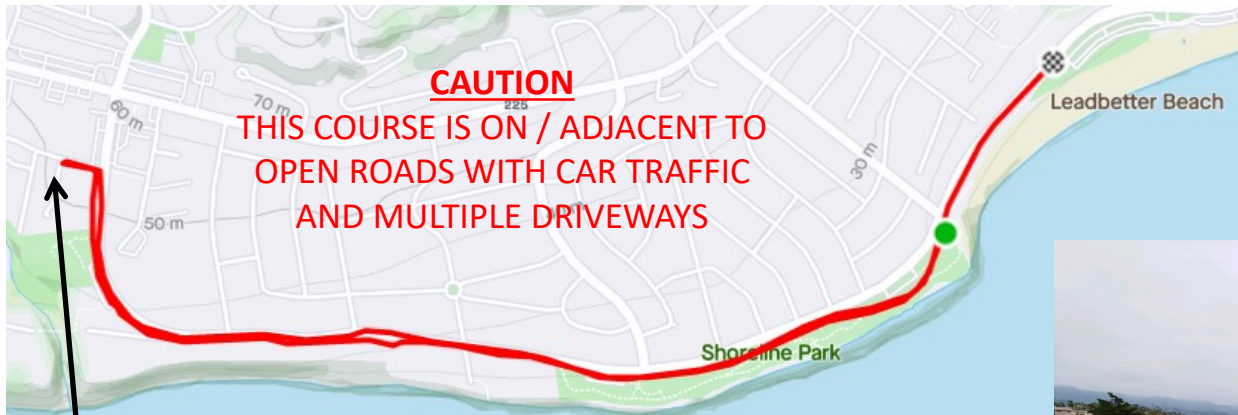 CAUTION
THIS COURSE IS ON / ADJACENT TO
OPEN ROADS WITH CAR TRAFFIC
AND MULTIPLE DRIVEWAYS
Leadbetter Beach
60 m
70 m
225
30 m
50 m
Shoreline Park